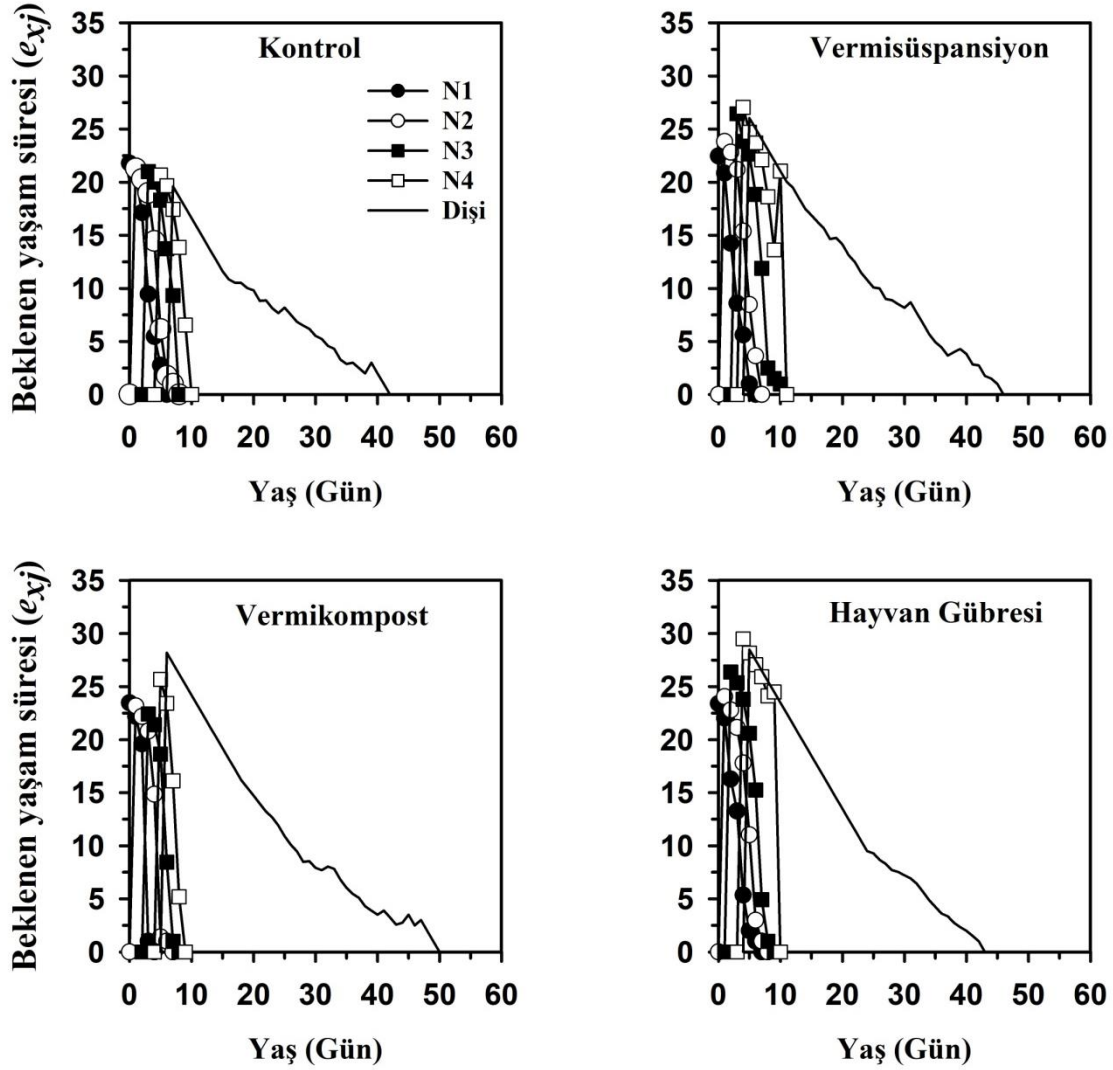 Kontrol
N1
N2
N3
N4
Dişi
Beklenen yaşam süresi (exj)
35
30
25
20
15
10
5
0
0 10 20 30 40 50 60
Yaş (Gün)
Vermisüspansiyon
35
30
25
20
15
10
5
0
0 10 20 30 40 50 60
Yaş (Gün)
Vermikompost
Beklenen yaşam süresi (exj)
35
30
25
20
15
10
5
0
0 10 20 30 40 50 60
Yaş (Gün)
Hayvan Gübresi
35
30
25
20
15
10
5
0
0 10 20 30 40 50 60
Yaş (Gün)